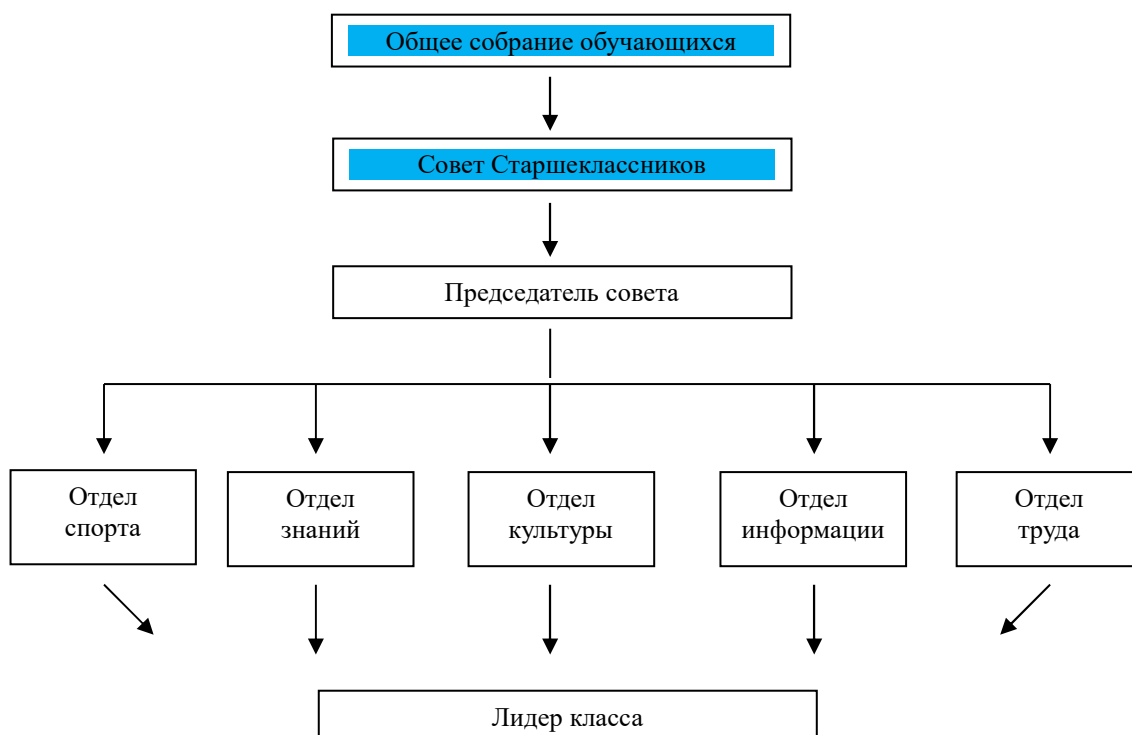 Общее собрание обучающихся
Совет Старшеклассников
Председатель совета
Отдел
спорта
Отдел
знаний
Отдел
культуры
Отдел
информации
Отдел
труда
Лидер класса